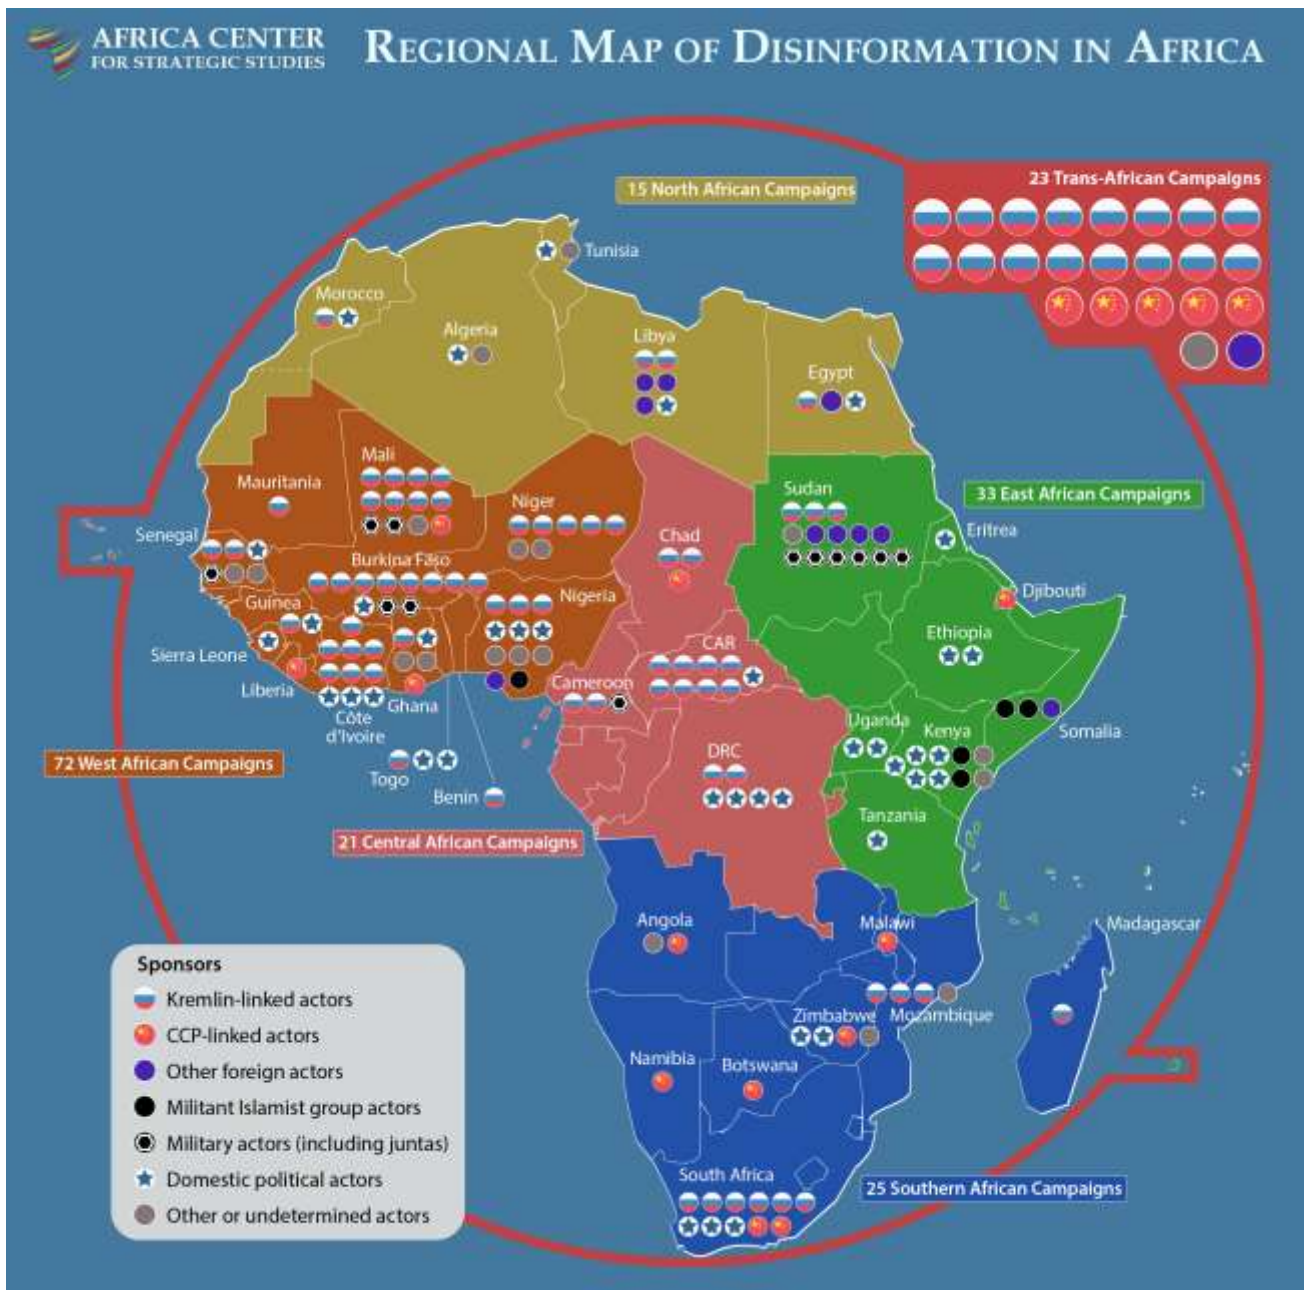 AFRICA CENTER
FOR STRATEGIC STUDIES
REGIONAL MAP OF DISINFORMATION IN AFRICA
23 Trans-African Campaigns
15 North African Campaigns
Tunisia
Morocco
Algeria
Libya
Egypt
Mali
Mauritania
Niger
Sudan
33 East African Campaigns
Senegal
Chad
Eritrea
Burkina Faso
Djibouti
Guinea
Nigeria
Ethiopia
Sierra Leone
CAR
Liberia
Cameroon
Ghana
Côte
d'Ivoire
Uganda
Kenya
Somalia
72 West African Campaigns
DRC
Togo
Benin
Tanzania
21 Central African Campaigns
Angola
Malawi
Madagascar
Sponsors
Kremlin-linked actors
CCP-linked actors
Other foreign actors
Militant Islamist group actors
Military actors (including juntas)
Domestic political actors
Other or undetermined actors
Zimbabwe
Mozambique
Namibia
Botswana
South Africa
25 Southern African Campaigns